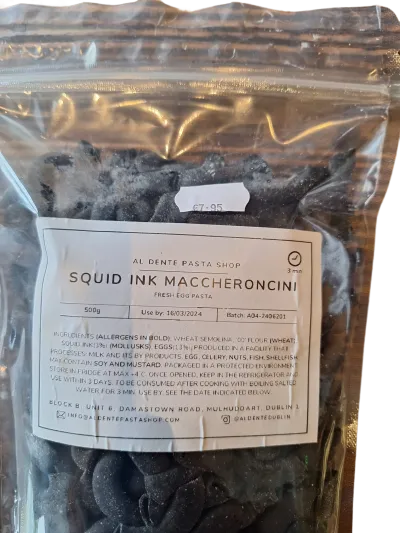 €7.95
AL DENTE PASTA SHOP
SQUID INK MACCHERONCINI
3 min
FRESH EGG PASTA
500g
Use by: 16/03/2024
Batch: A04-2406201
INGREDIENTS (ALLERGENS IN BOLD): WHEAT SEMOLINA, 00 FLOUR (WHEAT),
SQUID INK(3%) (MOLLUSKS), EGGS(13%), PRODUCED IN A FACILITY THAT
PROCESSES MILK AND ITS BY PRODUCTS, EGG, CELERY, NUTS, FISH, SHELLFISH
MAY CONTAIN SOY AND MUSTARD. PACKAGED IN A PROTECTED ENVIRONMENT
STORE IN FRIDGE AT MAX +4°C. ONCE OPENED, KEEP IN THE REFRIGERATOR AND
USE WITHIN 3 DAYS. TO BE CONSUMED AFTER COOKING WITH BOILING SALTED
WATER FOR 3 MIN. USE BY: SEE THE DATE INDICATED BELOW.
BLOCK B, UNIT 6, DAMASTOWN ROAD, MULHUDDART, DUBLIN
INFO@ALDENTEPASTASHOP.COM
@ALDENTEDUBLIN